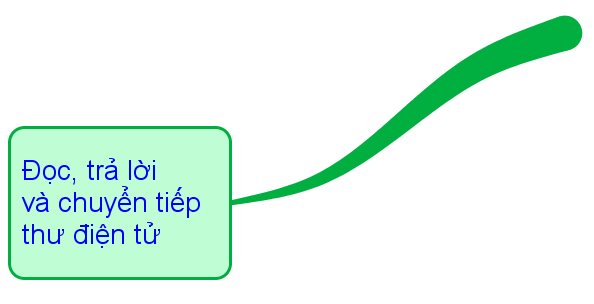 Đọc, trả lời
và chuyển tiếp
thư điện tử